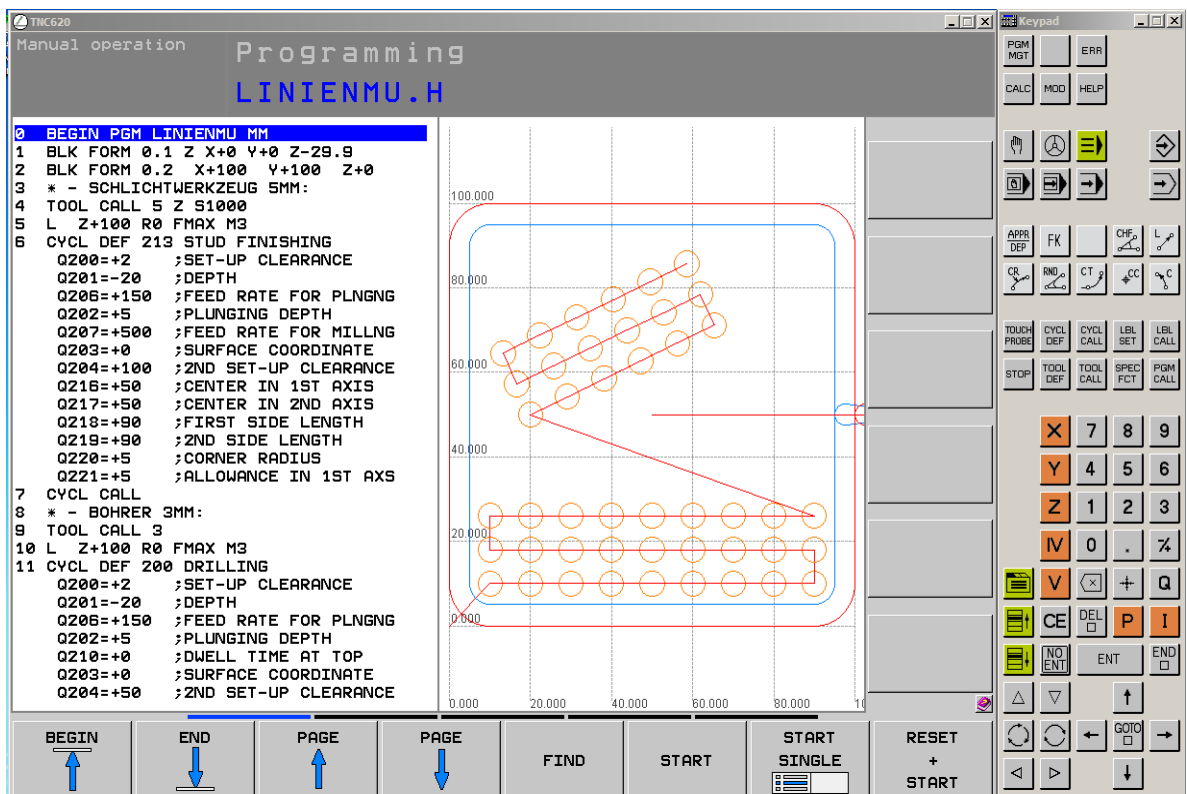 TNC620
Manual operation
Programming
LINIENMU.H
0 BEGIN PGM LINIENMU MM
1 BLK FORM 0.1 Z X+0 Y+0 Z-29.9
2 BLK FORM 0.2 X+100 Y+100 Z+0
3 * - SCHLICHTWERKZEUG 5MM:
4 TOOL CALL 5 Z S1000
5 L Z+100 R0 FMAX M3
6 CYCL DEF 213 STUD FINISHING
Q200=+2 ;SET-UP CLEARANCE
Q201=-20 ;DEPTH
Q206=+150 ;FEED RATE FOR PLNGNG
Q202=+5 ;PLUNGING DEPTH
Q207=+500 ;FEED RATE FOR MILLNG
Q203=+0 ;SURFACE COORDINATE
Q204=+100 ;2ND SET-UP CLEARANCE
Q216=+50 ;CENTER IN 1ST AXIS
Q217=+50 ;CENTER IN 2ND AXIS
Q218=+90 ;FIRST SIDE LENGTH
Q219=+90 ;2ND SIDE LENGTH
Q220=+5 ;CORNER RADIUS
Q221=+5 ;ALLOWANCE IN 1ST AXS
7 CYCL CALL
8 * - BOHRER 3MM:
9 TOOL CALL 3
10 L Z+100 R0 FMAX M3
11 CYCL DEF 200 DRILLING
Q200=+2 ;SET-UP CLEARANCE
Q201=-20 ;DEPTH
Q206=+150 ;FEED RATE FOR PLNGNG
Q202=+5 ;PLUNGING DEPTH
Q210=+0 ;DWELL TIME AT TOP
Q203=+0 ;SURFACE COORDINATE
Q204=+50 ;2ND SET-UP CLEARANCE
100.000
80.000
60.000
40.000
20.000
0.000
0.000 20.000 40.000 60.000 80.000 10
BEGIN
END
PAGE
PAGE
FIND
START
START
SINGLE
RESET
+
START
Keypad
PGM
MGT
ERR
CALC MOD HELP
APPR
DEP
FK
CHF
L
CR
RND
CT
CC
C
TOUCH
PROBE
CYCL
DEF
CYCL
CALL
LBL
SET
LBL
CALL
STOP
TOOL
DEF
TOOL
CALL
SPEC
FCT
PGM
CALL
X 7 8 9
Y 4 5 6
Z 1 2 3
IV 0 .
V Q
CE
DEL
P I
NO
ENT
ENT
END
GOTO